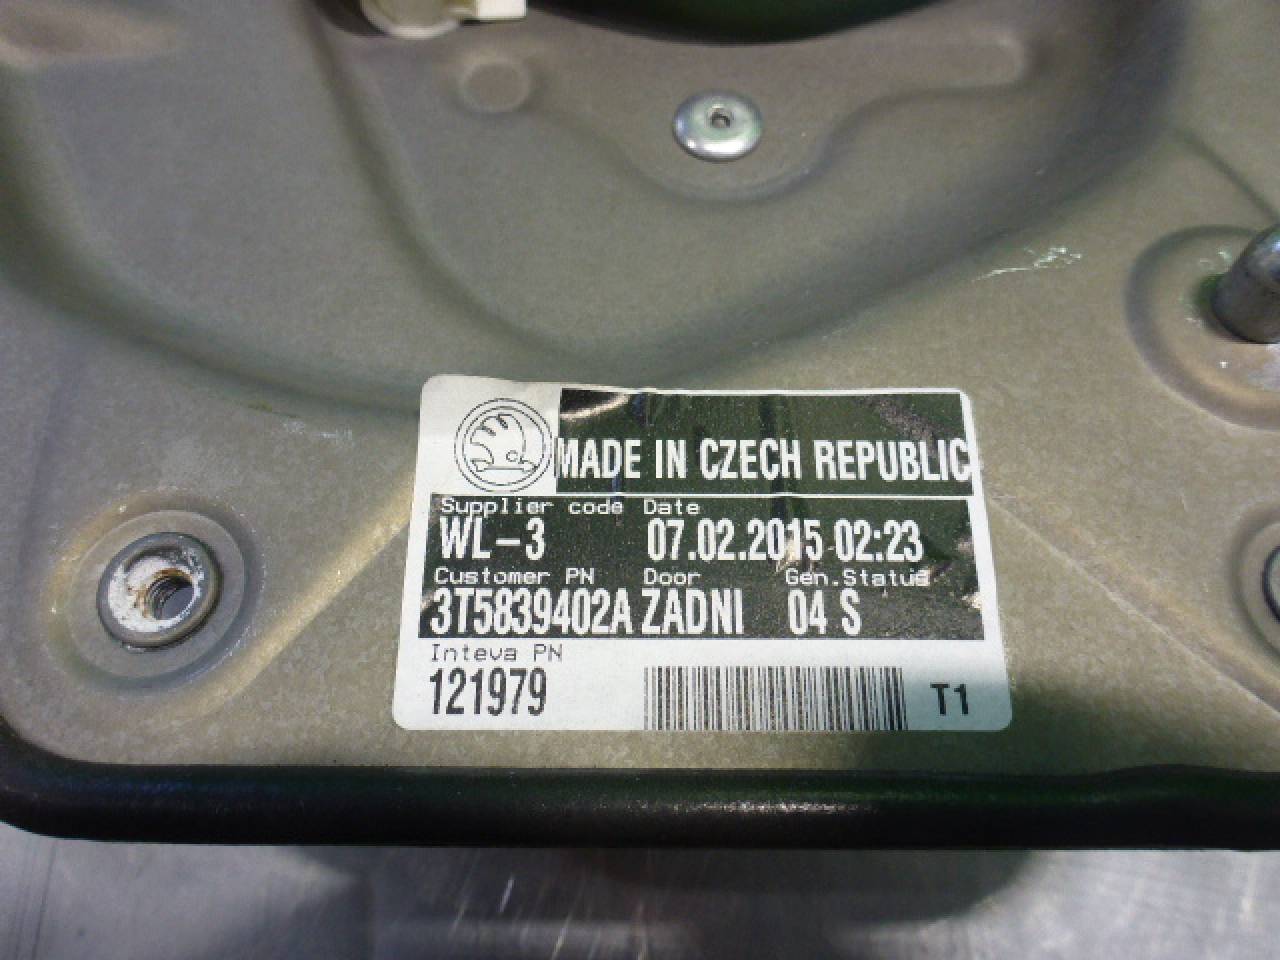 MADE IN CZECH REPUBLIC
Supplier code Date
WL-3 07.02.2015 02:23
Customer PN Door Gen.Status
3T5839402A ZADNI 04 S
Inteva PN
121979
T1